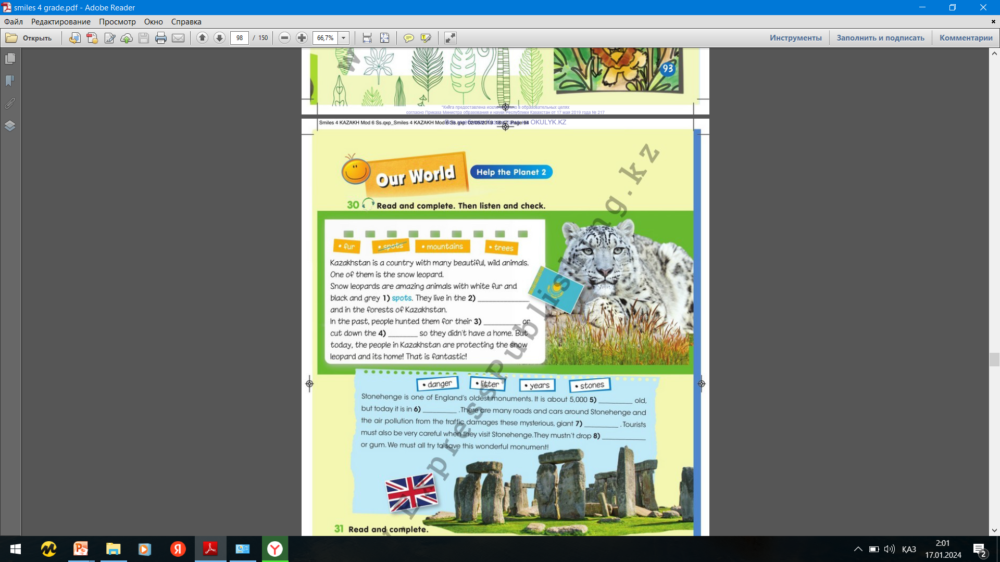 smiles 4 grade.pdf - Adobe Reader
Файл Редактирование Просмотр Окно Справка
Открыть 98 / 150 66,7% Инструменты Заполнить и подписать Комментарии
93
"Книга предоставлена исключительно в образовательных целях
согласно Приказа Министра образования и науки Республики Казахстан от 17 мая 2019 года № 217
Smiles 4 KAZAKH Mod 6 Ss.qxp_Smiles 4 KAZAKH Mod 6 Ss.qxp 02/05/2019 18:42 Page 94 OKULYK.KZ
Our World Help the Planet 2
30 Read and complete. Then listen and check.
• fur • spots • mountains • trees
Kazakhstan is a country with many beautiful, wild animals.
One of them is the snow leopard.
Snow leopards are amazing animals with white fur and
black and grey 1) spots. They live in the 2) ______________
and in the forests of Kazakhstan.
In the past, people hunted them for their 3) __________ or
cut down the 4) ________ so they didn't have a home. But
today, the people in Kazakhstan are protecting the snow
leopard and its home! That is fantastic!
• danger • litter • years • stones
Stonehenge is one of England's oldest monuments. It is about 5,000 5) _________ old,
but today it is in 6) _________ .There are many roads and cars around Stonehenge and
the air pollution from the traffic damages these mysterious, giant 7) _________ . Tourists
must also be very careful when they visit Stonehenge.They mustn't drop 8) ____________
or gum. We must all try to save this wonderful monument!
31 Read and complete.
expresspublishing.kz
ҚАЗ
2:01
17.01.2024
2